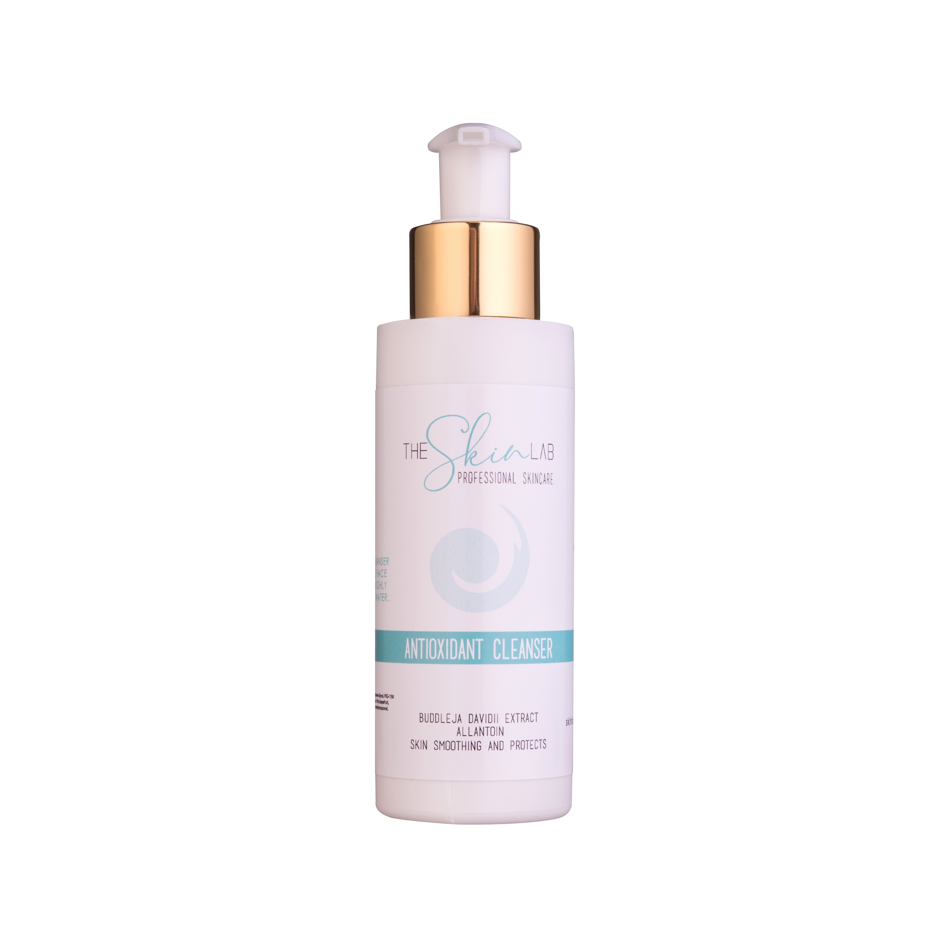 THE Skin LAB
PROFESSIONAL SKINCARE
ANTIOXIDANT CLEANSER
BUDDLEJA DAVIDII EXTRACT
ALLANTOIN
SKIN SMOOTHING AND PROTECTS